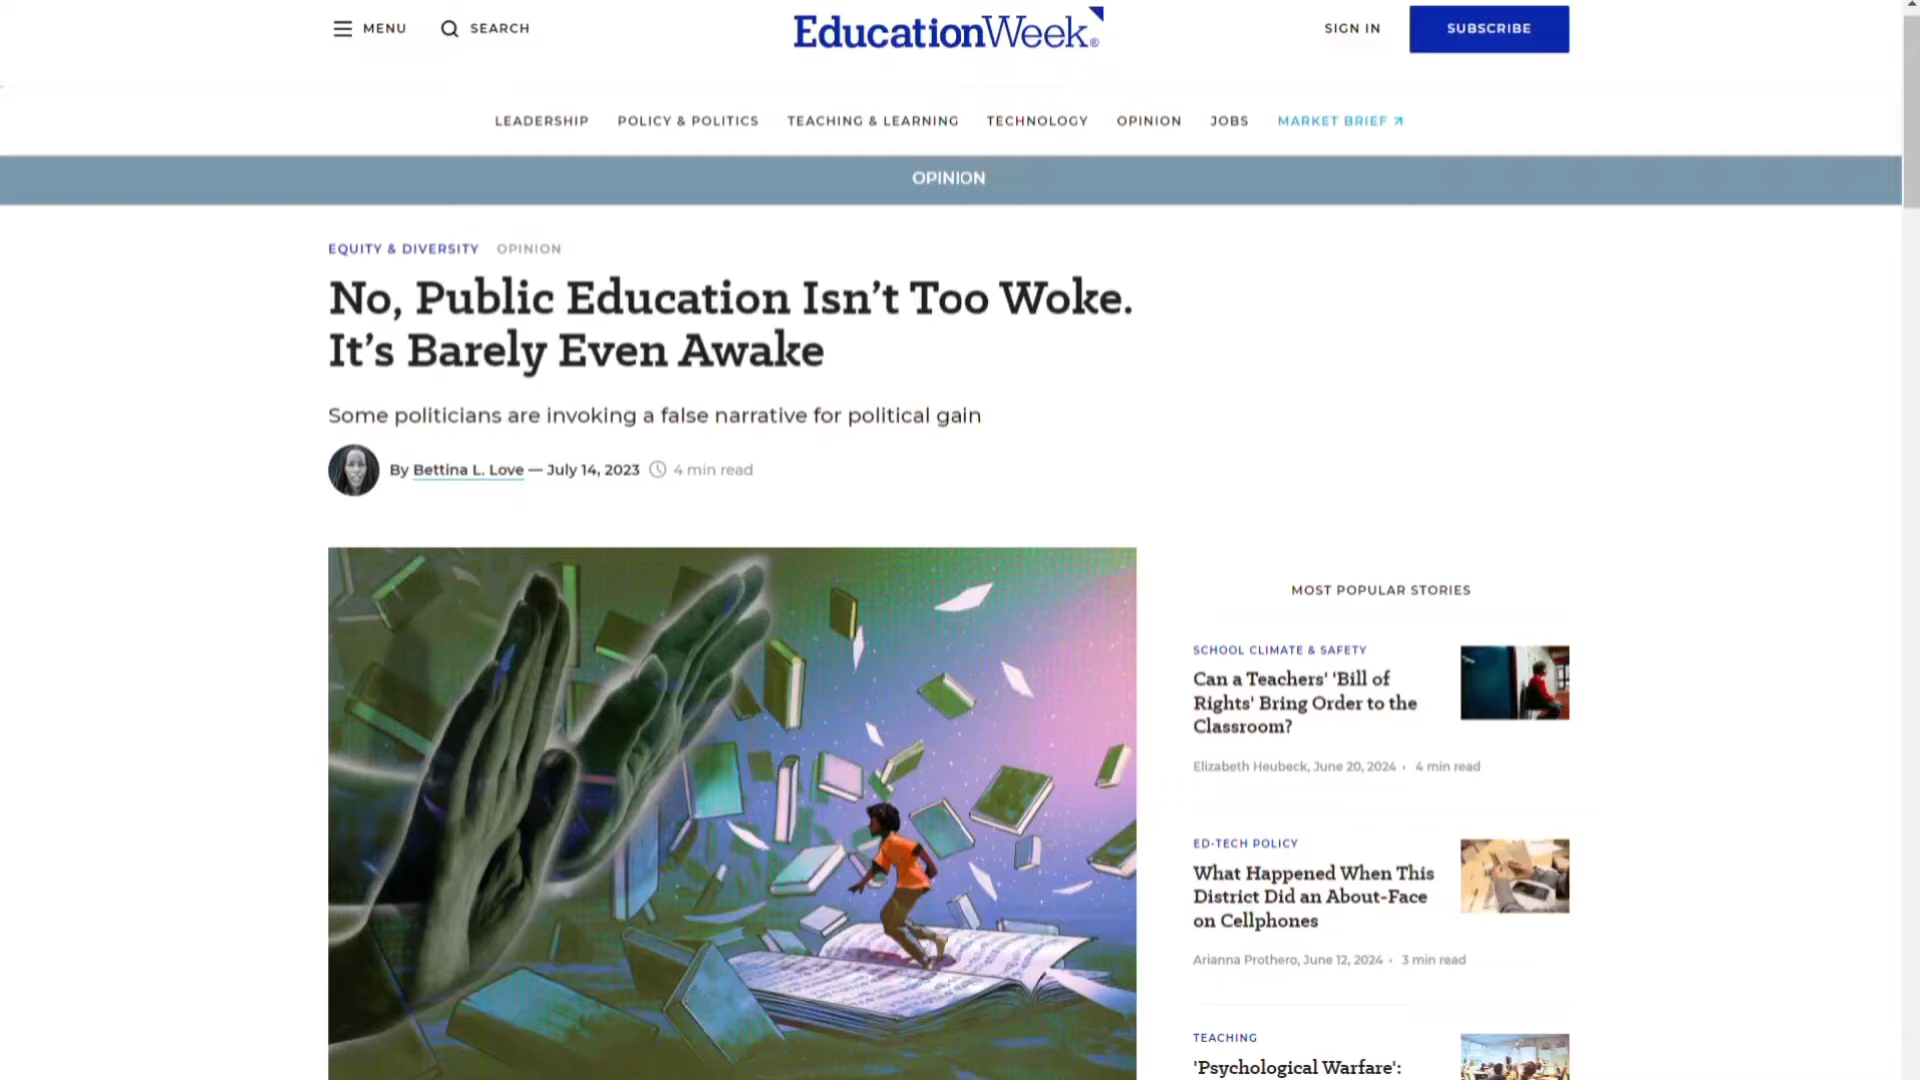 MENU
SEARCH
EducationWeek®
SIGN IN
SUBSCRIBE
LEADERSHIP
POLICY & POLITICS
TEACHING & LEARNING
TECHNOLOGY
OPINION
JOBS
MARKET BRIEF
OPINION
EQUITY & DIVERSITY
OPINION
No, Public Education Isn’t Too Woke.
It’s Barely Even Awake
Some politicians are invoking a false narrative for political gain
By Bettina L. Love — July 14, 2023
4 min read
MOST POPULAR STORIES
SCHOOL CLIMATE & SAFETY
Can a Teachers' 'Bill of
Rights' Bring Order to the
Classroom?
Elizabeth Heubeck, June 20, 2024 • 4 min read
ED-TECH POLICY
What Happened When This
District Did an About-Face
on Cellphones
Arianna Prothero, June 12, 2024 • 3 min read
TEACHING
'Psychological Warfare':